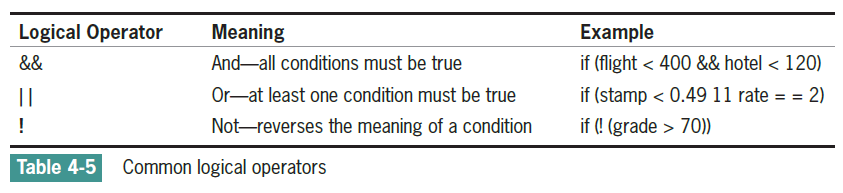 Logical Operator Meaning Example
&& And—all conditions must be true if (flight < 400 && hotel < 120)
|| Or—at least one condition must be true if (stamp < 0.49 11 rate = = 2)
! Not—reverses the meaning of a condition if (! (grade > 70))
Table 4-5 Common logical operators